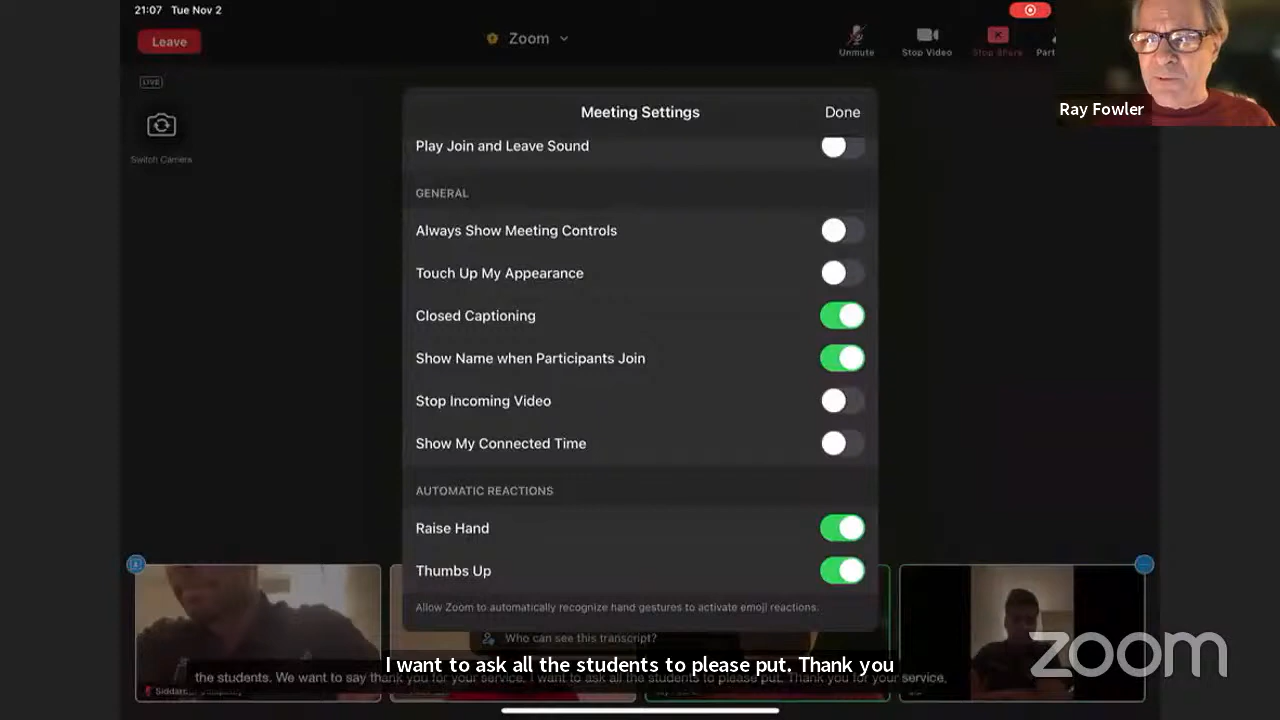 21:07 Tue Nov 2
Leave
Zoom
Unmute
Stop Video
Stop Share
LIVE
Switch Camera
Ray Fowler
Meeting Settings
Done
Play Join and Leave Sound
GENERAL
Always Show Meeting Controls
Touch Up My Appearance
Closed Captioning
Show Name when Participants Join
Stop Incoming Video
Show My Connected Time
AUTOMATIC REACTIONS
Raise Hand
Thumbs Up
Allow Zoom to automatically recognize hand gestures to activate emoji reactions.
Who can see this transcript?
I want to ask all the students to please put. Thank you
the students. We want to say thank you for your service. I want to ask all the students to please put. Thank you for your service,
zoom